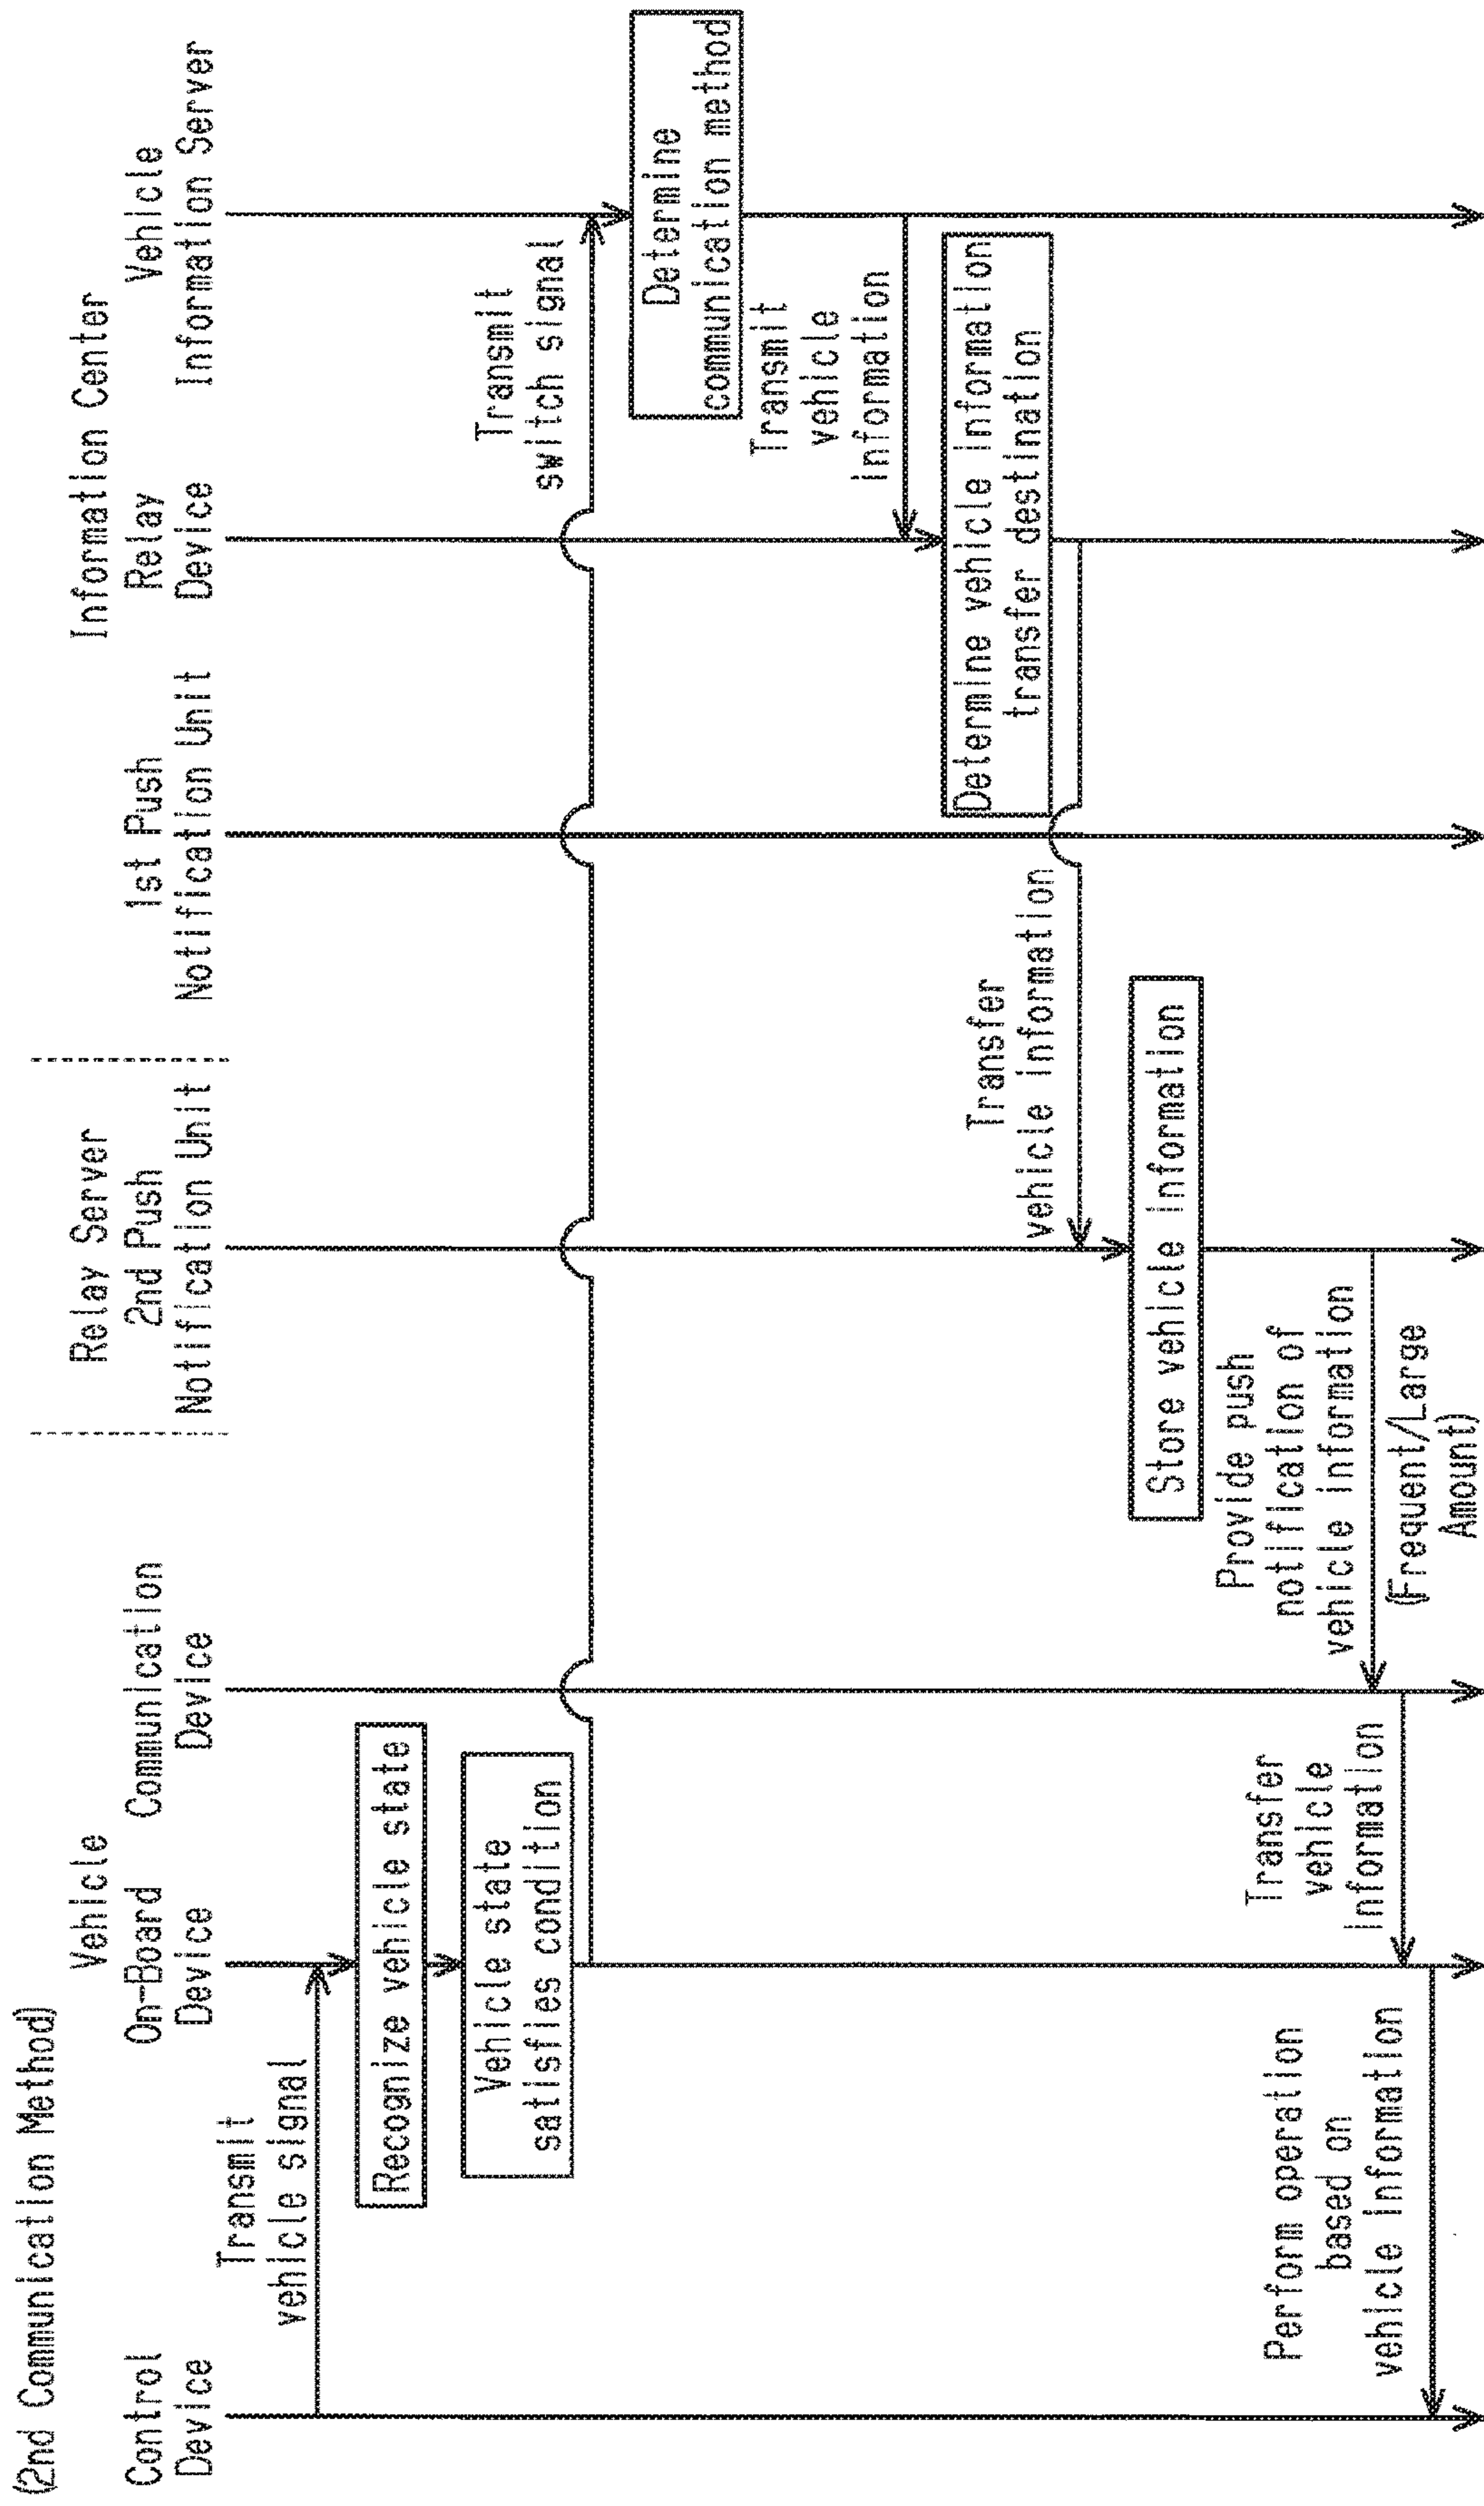 (2nd Communication Method)
Vehicle
Relay Server
Information Center
Control
Device
On-Board
Device
Communication
Device
2nd Push
Notification Unit
1st Push
Notification Unit
Relay
Device
Vehicle
Information Server
Transmit
vehicle signal
Recognize vehicle state
Vehicle state
satisfies condition
Transmit
switch signal
Determine
communication method
Transmit
vehicle
information
Determine vehicle information
transfer destination
Transfer
vehicle information
Store vehicle information
Provide push
notification of
vehicle information
(Frequent/Large
Amount)
Transfer
vehicle
information
Perform operation
based on
vehicle information